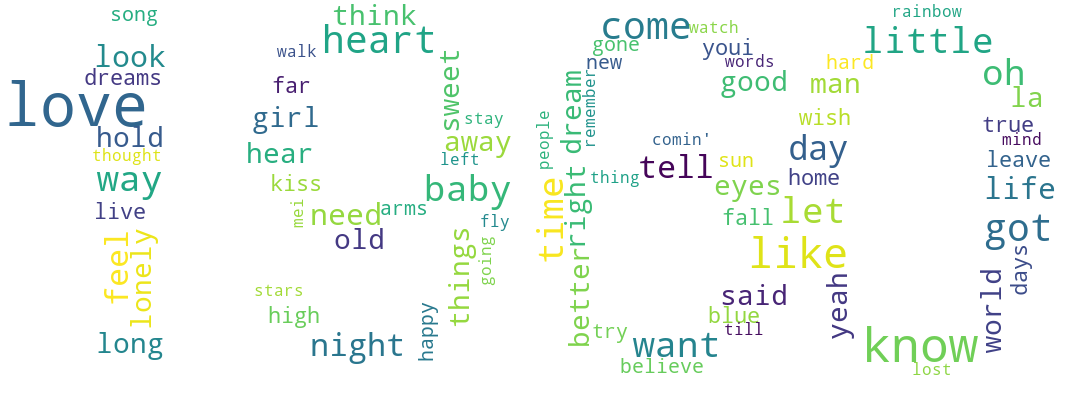 song
look
dreams
love
hold
thought
way
live
feel
lonely
long
think
heart
walk
far
sweet
girl
stay
away
hear
left
kiss
baby
mei
need
arms
fly
old
things
going
stars
high
happy
night
come
watch
gone
youi
new
words
good
dream
remember
people
comin'
tell
sun
thing
eyes
time
right
fall
let
like
better
said
blue
till
try
want
believe
rainbow
little
hard
oh
man
la
wish
true
mind
day
leave
home
life
got
days
world
yeah
know
lost